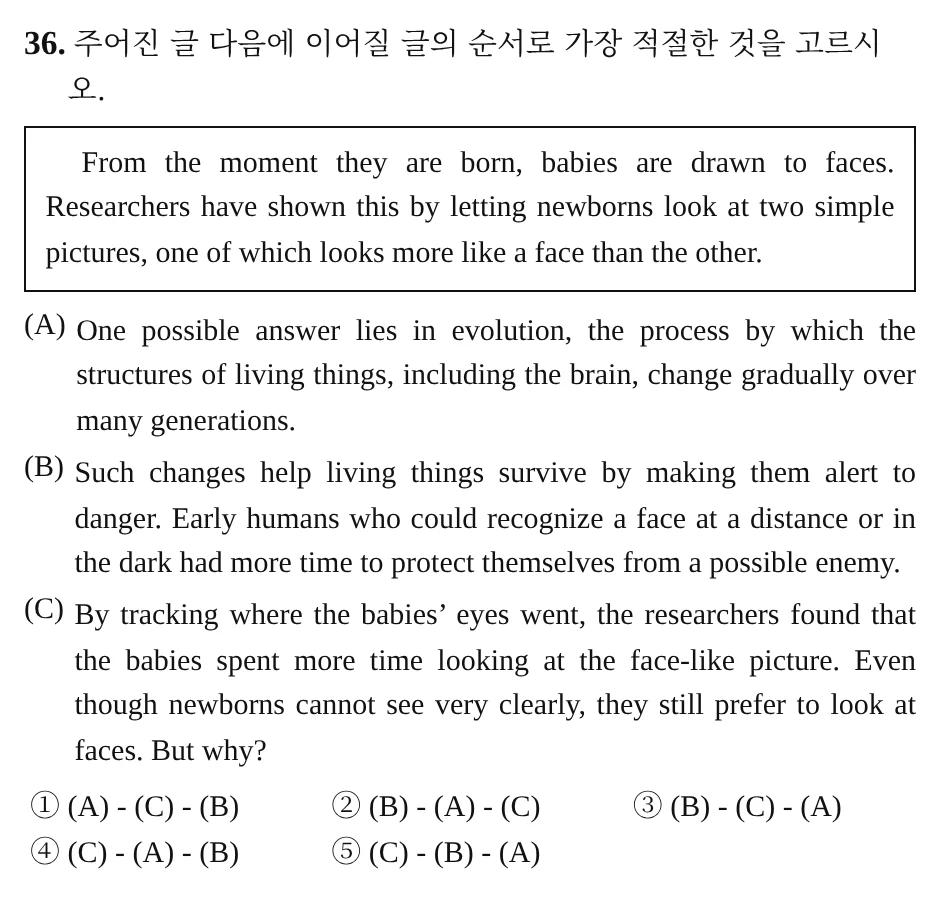 36. 주어진 글 다음에 이어질 글의 순서로 가장 적절한 것을 고르시
오.
From the moment they are born, babies are drawn to faces.
Researchers have shown this by letting newborns look at two simple
pictures, one of which looks more like a face than the other.
(A) One possible answer lies in evolution, the process by which the
structures of living things, including the brain, change gradually over
many generations.
(B) Such changes help living things survive by making them alert to
danger. Early humans who could recognize a face at a distance or in
the dark had more time to protect themselves from a possible enemy.
(C) By tracking where the babies’ eyes went, the researchers found that
the babies spent more time looking at the face-like picture. Even
though newborns cannot see very clearly, they still prefer to look at
faces. But why?
① (A) - (C) - (B) ② (B) - (A) - (C) ③ (B) - (C) - (A)
④ (C) - (A) - (B) ⑤ (C) - (B) - (A)